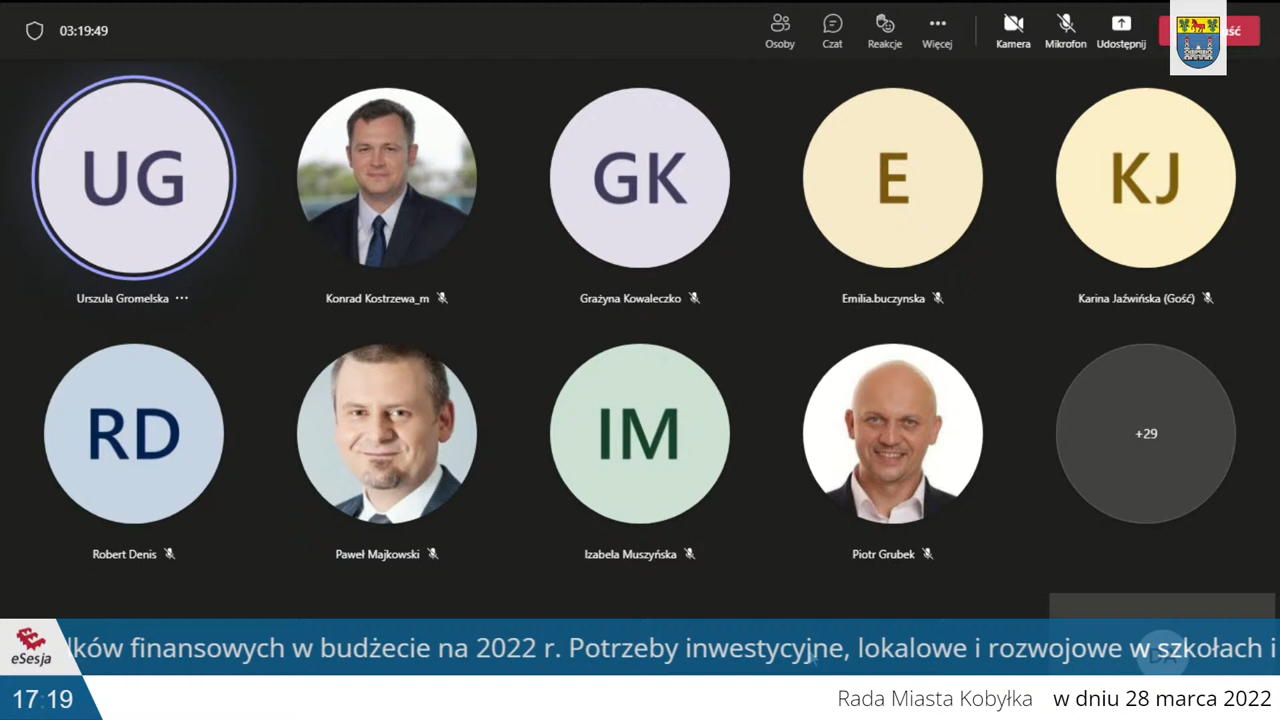 03:19:49
Osoby Czat Reakcje Więcej Kamera Mikrofon Udostępnij
UG GK E KJ
Urszula Gromelska ... Konrad Kostrzewa_m Grażyna Kowaleczko Emilia.buczynska Karina Jaźwińska (Gość)
RD IM +29
Robert Denis Paweł Majkowski Izabela Muszyńska Piotr Grubek
eSesja
lków finansowych w budżecie na 2022 r. Potrzeby inwestycyjne, lokalowe i rozwojowe w szkołach i
17:19 Rada Miasta Kobyłka w dniu 28 marca 2022